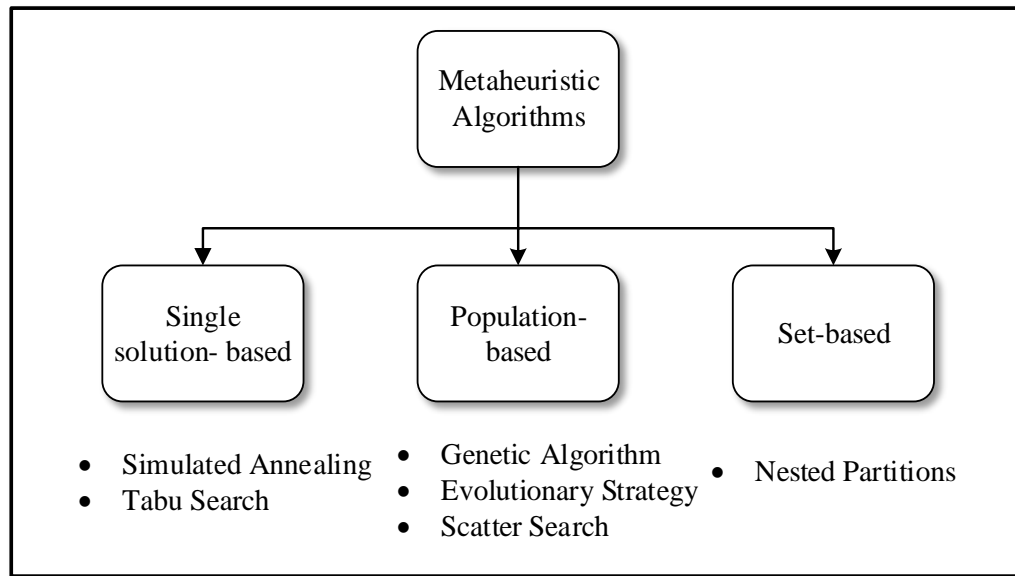 Metaheuristic
Algorithms
Single
solution- based
Population-
based
Set-based
• Simulated Annealing
• Tabu Search
• Genetic Algorithm
• Evolutionary Strategy
• Scatter Search
• Nested Partitions